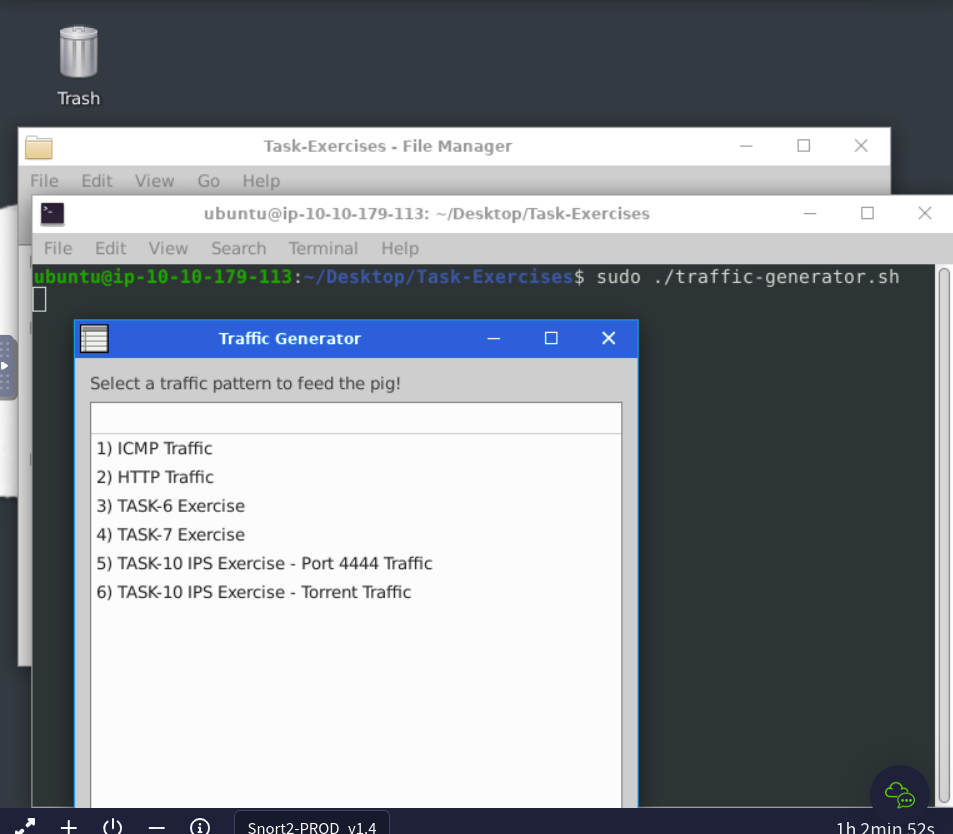 Trash
Task-Exercises - File Manager
File Edit View Go Help
ubuntu@ip-10-10-179-113: ~/Desktop/Task-Exercises
File Edit View Search Terminal Help
ubuntu@ip-10-10-179-113:~/Desktop/Task-Exercises$ sudo ./traffic-generator.sh
Traffic Generator
Select a traffic pattern to feed the pig!
1) ICMP Traffic
2) HTTP Traffic
3) TASK-6 Exercise
4) TASK-7 Exercise
5) TASK-10 IPS Exercise - Port 4444 Traffic
6) TASK-10 IPS Exercise - Torrent Traffic
Snort2-PROD_v1.4
1h 2min 52s